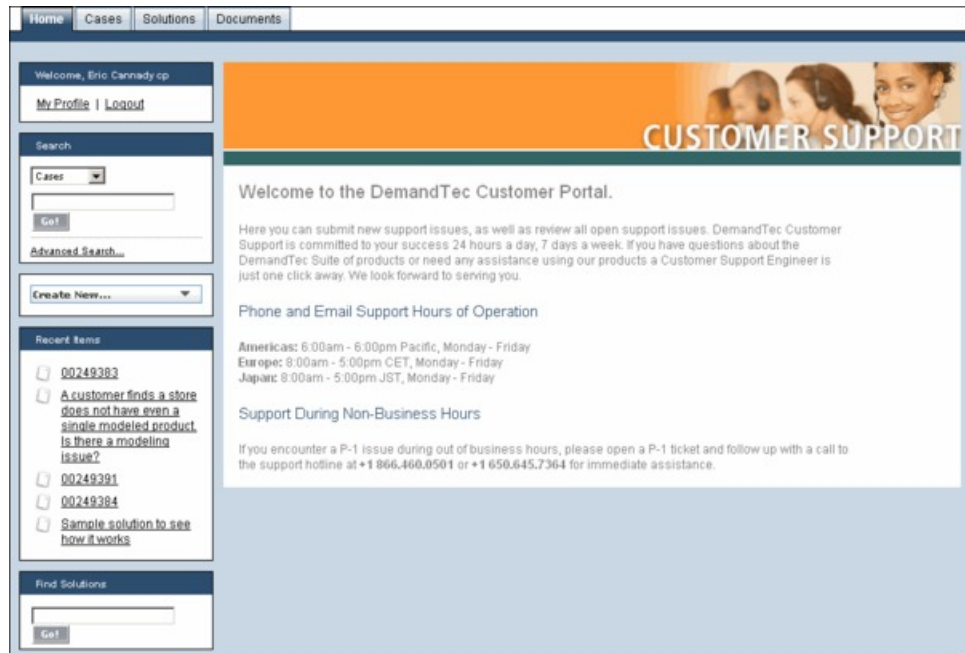 Home Cases Solutions Documents
Welcome, Eric Cannady cp
My Profile | Logout
Search
Cases
Go!
Advanced Search...
Create New...
Recent Items
00249383
A customer finds a store
does not have even a
single modeled product.
Is there a modeling
issue?
00249391
00249384
Sample solution to see
how it works
Find Solutions
Go!
CUSTOMER SUPPORT
Welcome to the DemandTec Customer Portal.
Here you can submit new support issues, as well as review all open support issues. DemandTec Customer
Support is committed to your success 24 hours a day, 7 days a week. If you have questions about the
DemandTec Suite of products or need any assistance using our products a Customer Support Engineer is
just one click away. We look forward to serving you.
Phone and Email Support Hours of Operation
Americas: 6:00am - 6:00pm Pacific, Monday - Friday
Europe: 8:00am - 5:00pm CET, Monday - Friday
Japan: 8:00am - 5:00pm JST, Monday - Friday
Support During Non-Business Hours
If you encounter a P-1 issue during out of business hours, please open a P-1 ticket and follow up with a call to
the support hotline at +1 866.460.0501 or +1 650.645.7364 for immediate assistance.